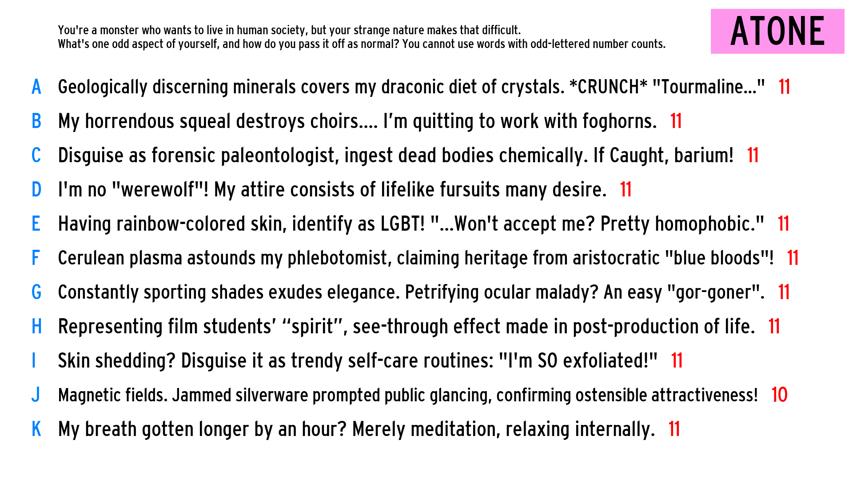 You're a monster who wants to live in human society, but your strange nature makes that difficult.
What's one odd aspect of yourself, and how do you pass it off as normal? You cannot use words with odd-lettered number counts.
ATONE
A Geologically discerning minerals covers my draconic diet of crystals. *CRUNCH* "Tourmaline..." 11
B My horrendous squeal destroys choirs.... I'm quitting to work with foghorns. 11
C Disguise as forensic paleontologist, ingest dead bodies chemically. If Caught, barium! 11
D I'm no "werewolf"! My attire consists of lifelike fursuits many desire. 11
E Having rainbow-colored skin, identify as LGBT! "...Won't accept me? Pretty homophobic." 11
F Cerulean plasma astounds my phlebotomist, claiming heritage from aristocratic "blue bloods"! 11
G Constantly sporting shades exudes elegance. Petrifying ocular malady? An easy "gor-goner". 11
H Representing film students’ “spirit”, see-through effect made in post-production of life. 11
I Skin shedding? Disguise it as trendy self-care routines: "I'm SO exfoliated!" 11
J Magnetic fields. Jammed silverware prompted public glancing, confirming ostensible attractiveness! 10
K My breath gotten longer by an hour? Merely meditation, relaxing internally. 11